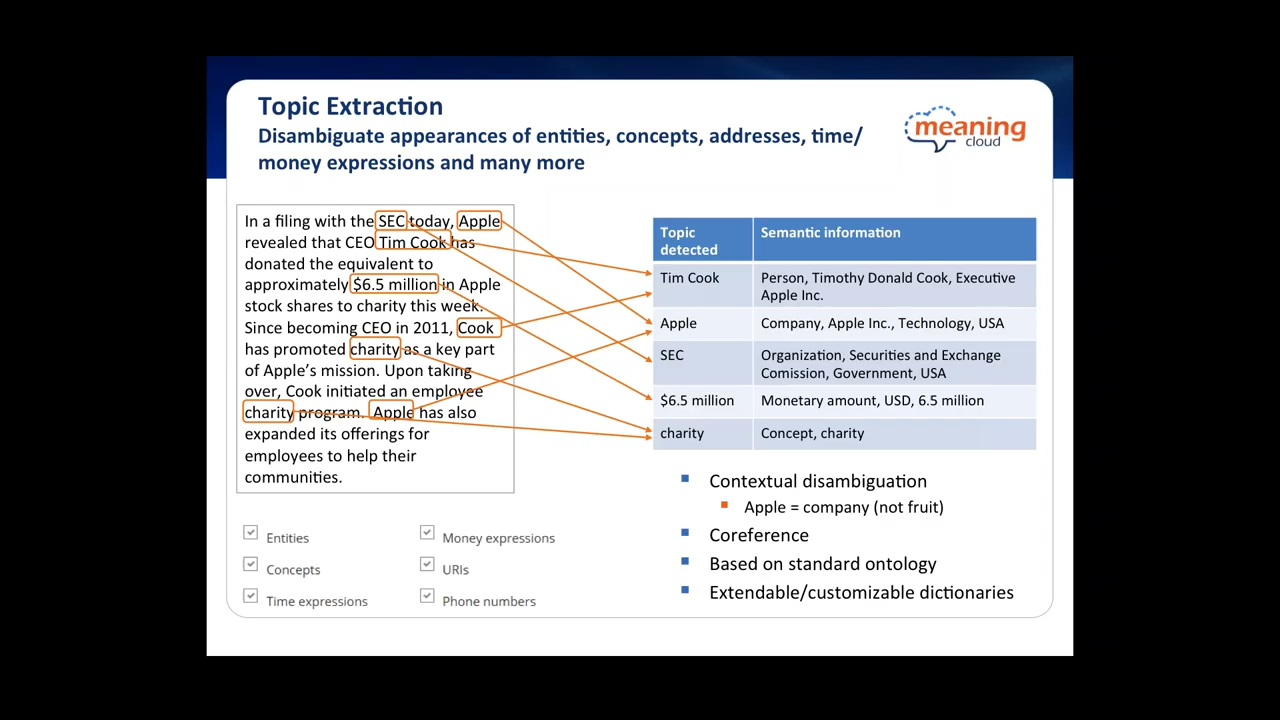 Topic Extraction
Disambiguate appearances of entities, concepts, addresses, time/
money expressions and many more
meaning
cloud
In a filing with the SEC today, Apple
revealed that CEO Tim Cook has
donated the equivalent to
approximately $6.5 million in Apple
stock shares to charity this week.
Since becoming CEO in 2011, Cook
has promoted charity as a key part
of Apple's mission. Upon taking
over, Cook initiated an employee
charity program. Apple has also
expanded its offerings for
employees to help their
communities.
Topic
detected
Semantic information
Tim Cook
Person, Timothy Donald Cook, Executive
Apple Inc.
Apple
Company, Apple Inc., Technology, USA
SEC
Organization, Securities and Exchange
Comission, Government, USA
$6.5 million
Monetary amount, USD, 6.5 million
charity
Concept, charity
Contextual disambiguation
Apple = company (not fruit)
Coreference
Based on standard ontology
Extendable/customizable dictionaries
Entities
Money expressions
Concepts
URIs
Time expressions
Phone numbers